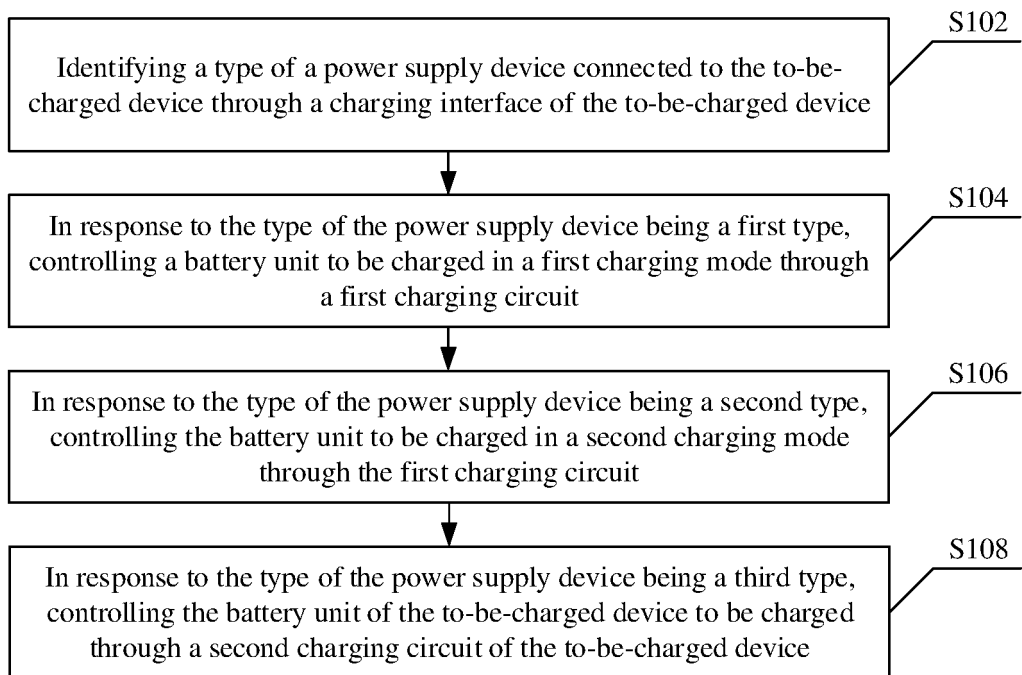 S102
Identifying a type of a power supply device connected to the to-be-
charged device through a charging interface of the to-be-charged device
S104
In response to the type of the power supply device being a first type,
controlling a battery unit to be charged in a first charging mode through
a first charging circuit
S106
In response to the type of the power supply device being a second type,
controlling the battery unit to be charged in a second charging mode
through the first charging circuit
S108
In response to the type of the power supply device being a third type,
controlling the battery unit of the to-be-charged device to be charged
through a second charging circuit of the to-be-charged device